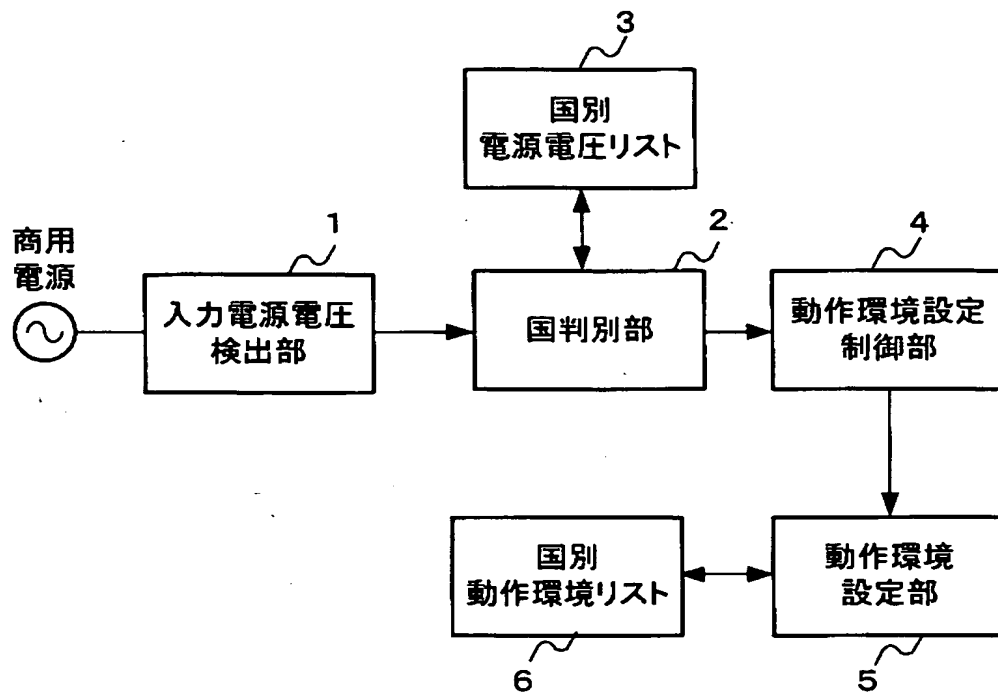 3
国別
電源電圧リスト
商用
電源
1
入力電源電圧
検出部
2
国判別部
4
動作環境設定
制御部
国別
動作環境リスト
6
動作環境
設定部
5